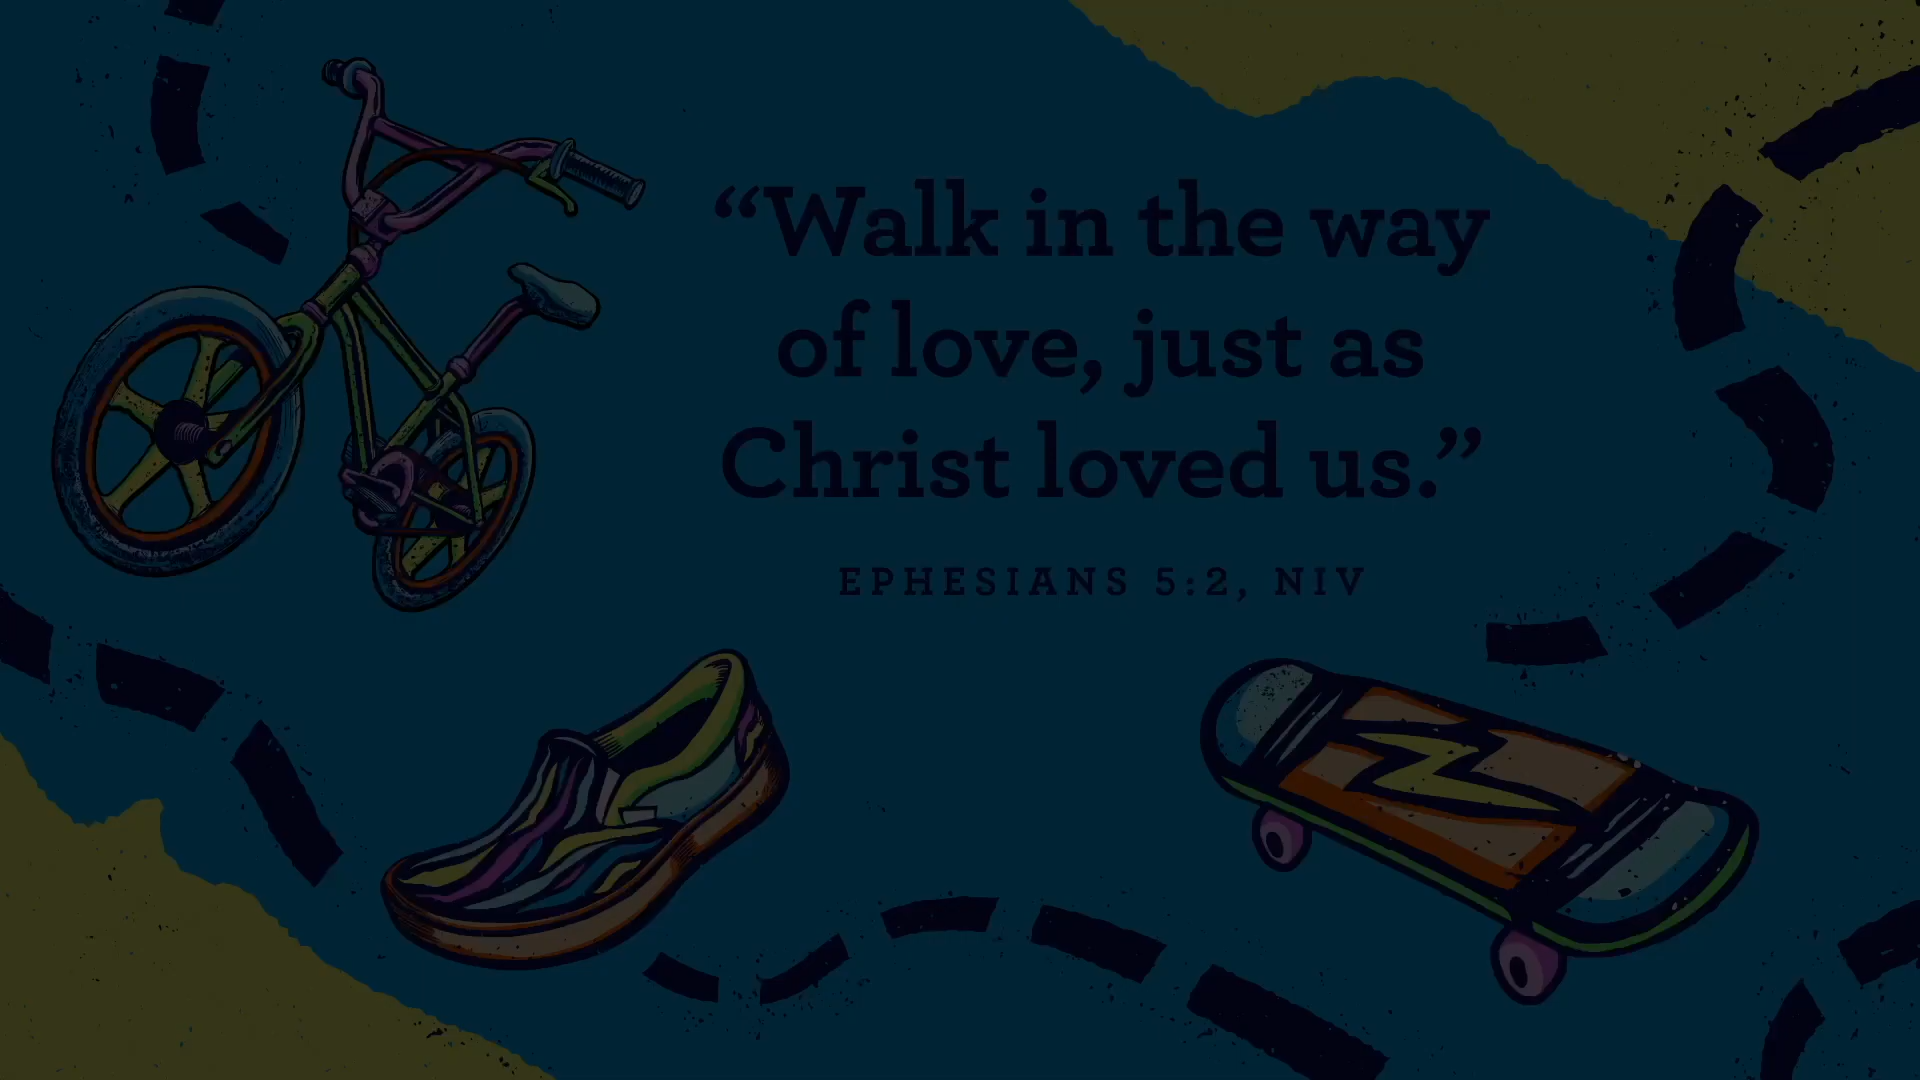 “Walk in the way
of love, just as
Christ loved us.”
EPHESIANS 5:2, NIV